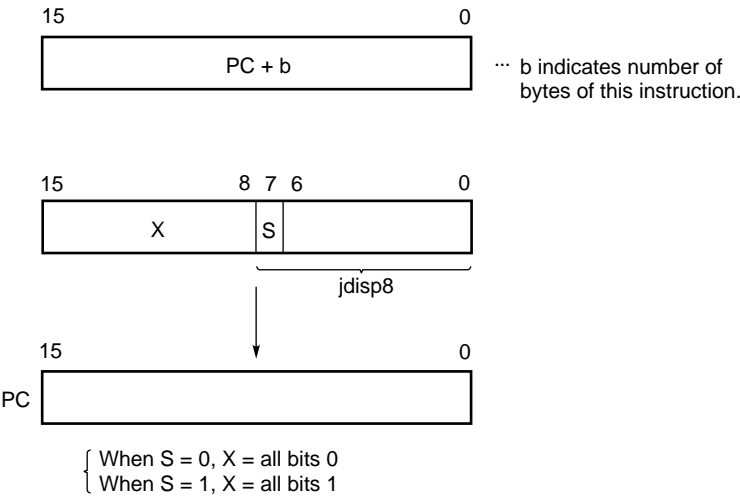 15 0
PC + b
... b indicates number of
bytes of this instruction.
15 8 7 6 0
X S
jdisp8
15 0
PC
When S = 0, X = all bits 0
When S = 1, X = all bits 1